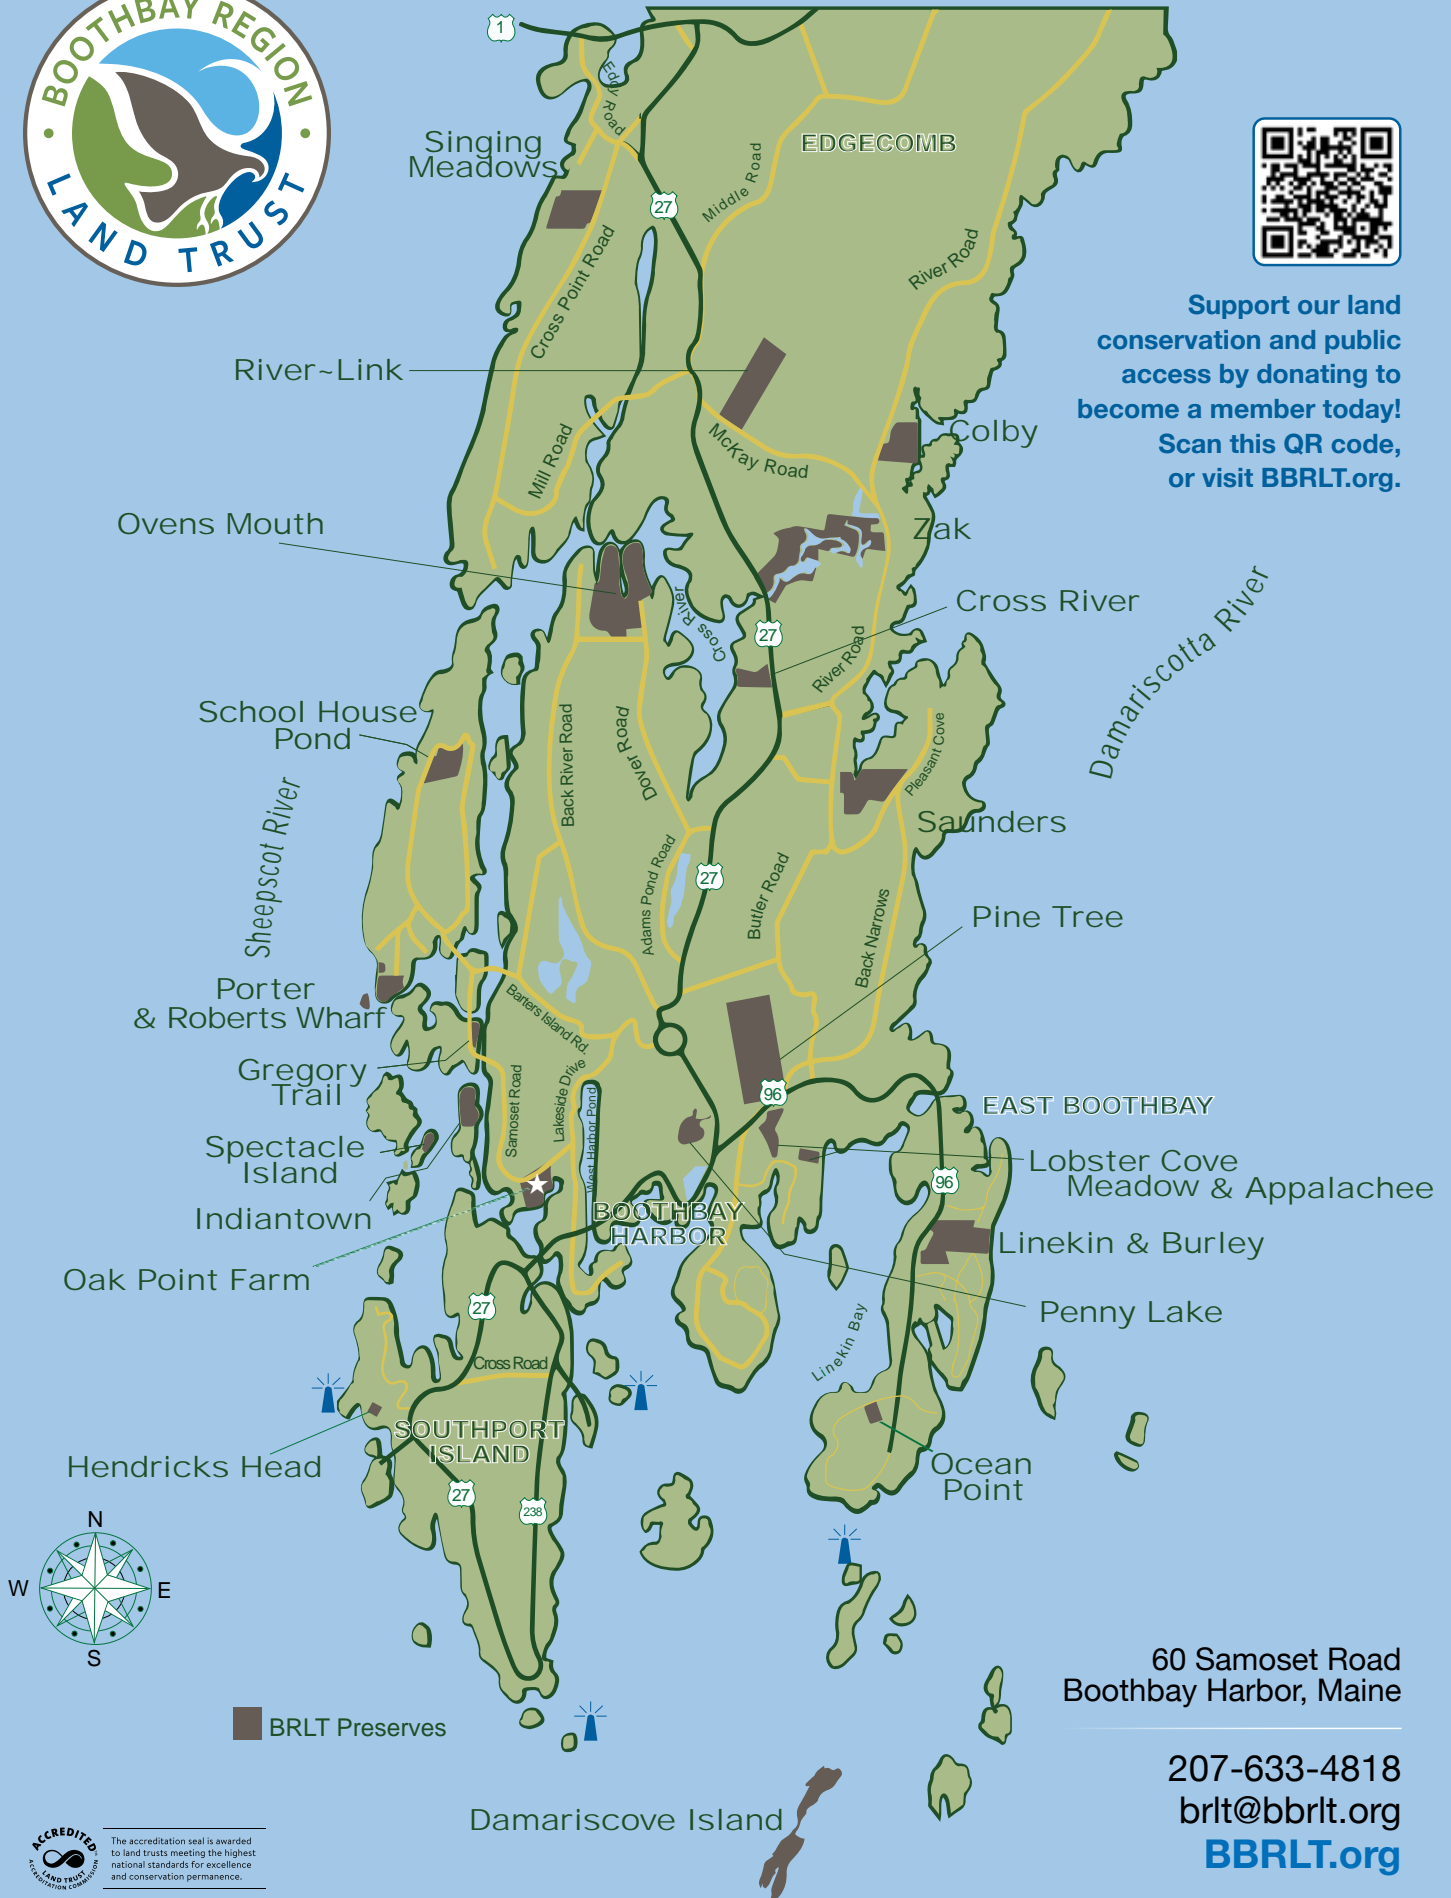 BOOTHBAY REGION
LAND TRUST
1
Eddy Road
Singing
Meadows
27
Middle Road
EDGECOMB
River Road
Cross Point Road
Support our land
conservation and public
access by donating to
become a member today!
Scan this QR code,
or visit BBRLT.org.
River~Link
Mill Road
McKay Road
Colby
Ovens Mouth
Zak
Cross River
Cross River
27
River Road
Damariscotta River
School House
Pond
Back River Road
Dover Road
Pleasant Cove
Sheepscot River
Saunders
Adams Pond Road
27
Butler Road
Back Narrows
Pine Tree
Porter
& Roberts Wharf
Barters Island Rd.
Gregory
Trail
Samoset Road
Lakeside Drive
West Harbor Pond
96
EAST BOOTHBAY
Spectacle
Island
Lobster Cove
Meadow & Appalachee
96
Indiantown
BOOTHBAY
HARBOR
Linekin & Burley
Oak Point Farm
27
Penny Lake
Linekin Bay
Cross Road
SOUTHPORT
ISLAND
Hendricks Head
Ocean
Point
27
238
N
W
E
S
60 Samoset Road
Boothbay Harbor, Maine
BRLT Preserves
207-633-4818
brlt@bbrlt.org
BBRLT.org
Damariscove Island
ACCREDITED
LAND TRUST
ACCREDITATION COMMISSION
The accreditation seal is awarded
to land trusts meeting the highest
national standards for excellence
and conservation permanence.